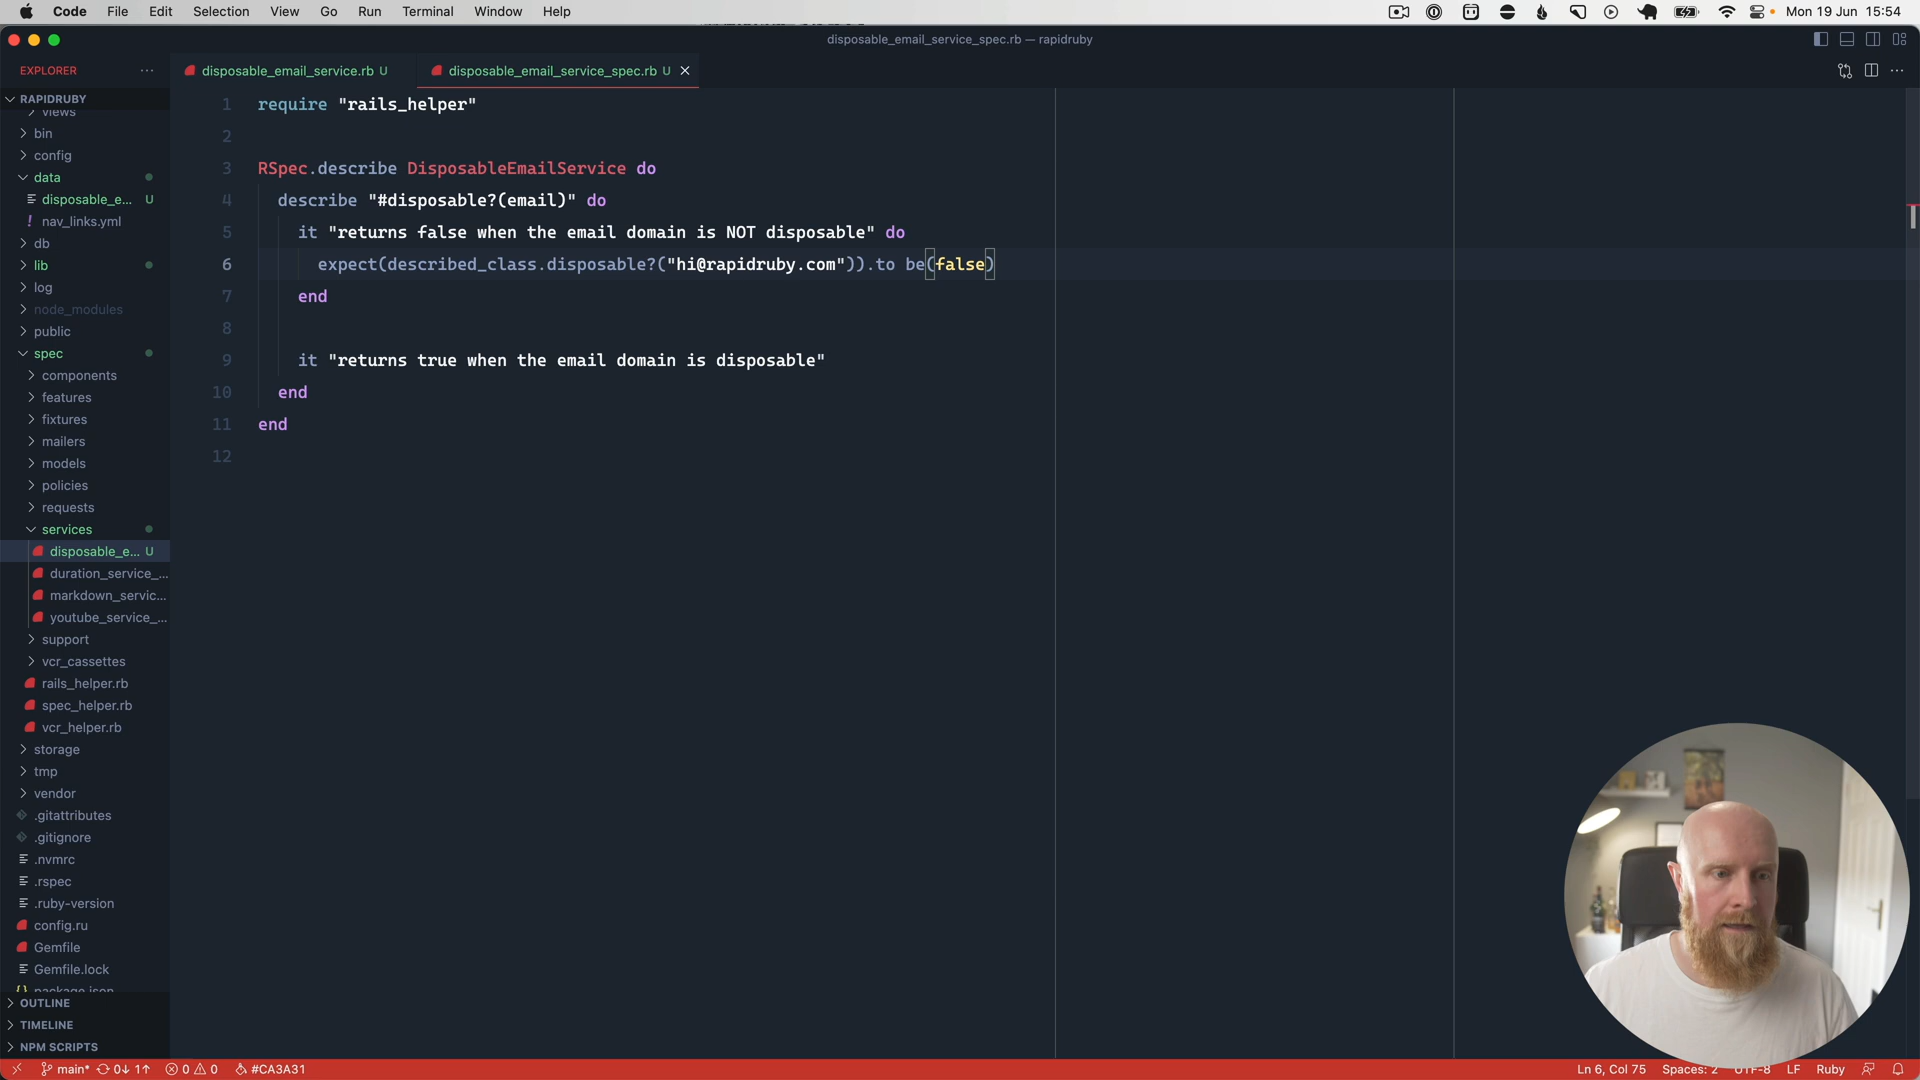 Code File Edit Selection View Go Run Terminal Window Help Mon 19 Jun 15:54
disposable_email_service_spec.rb — rapidruby
EXPLORER
disposable_email_service.rb U
disposable_email_service_spec.rb U
RAPIDRUBY
views
bin
config
data
disposable_e... U
nav_links.yml
db
lib
log
node_modules
public
spec
components
features
fixtures
mailers
models
policies
requests
services
disposable_e... U
duration_service_...
markdown_servic...
youtube_service_...
support
vcr_cassettes
rails_helper.rb
spec_helper.rb
vcr_helper.rb
storage
tmp
vendor
.gitattributes
.gitignore
.nvmrc
.rspec
.ruby-version
config.ru
Gemfile
Gemfile.lock
package.json
OUTLINE
TIMELINE
NPM SCRIPTS
1 require "rails_helper"
2
3 RSpec.describe DisposableEmailService do
4 describe "#disposable?(email)" do
5 it "returns false when the email domain is NOT disposable" do
6 expect(described_class.disposable?("hi@rapidruby.com")).to be(false)
7 end
8
9 it "returns true when the email domain is disposable"
10 end
11 end
12
main* 0↓ 1↑ 0 0 #CA3A31 Ln 6, Col 75 Spaces: 2 UTF-8 LF Ruby